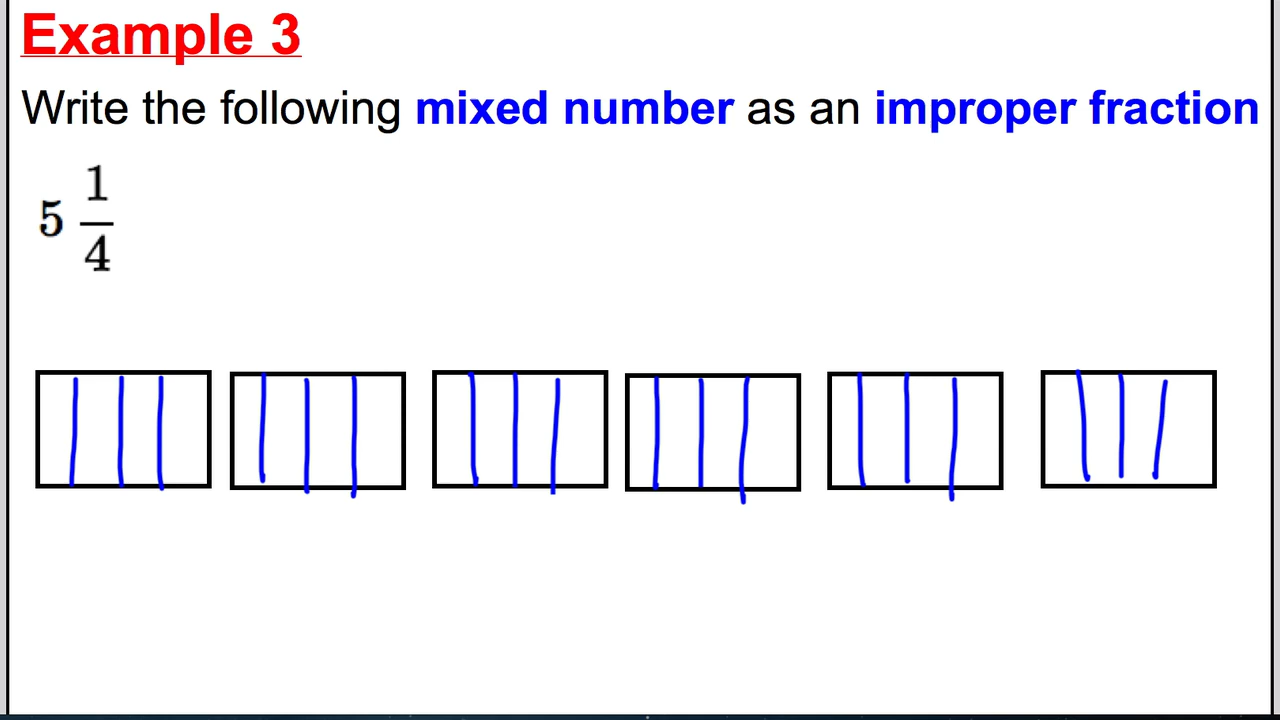 Example 3
Write the following mixed number as an improper fraction
5 1/4